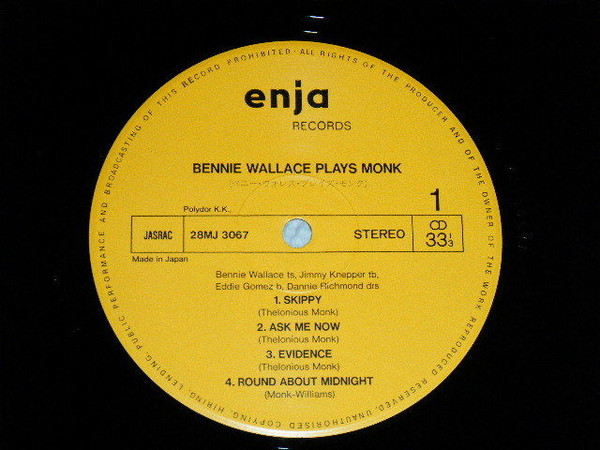 ALL RIGHTS OF THE PRODUCER AND OF THE OWNER OF THE WORK REPRODUCED RESERVED. UNAUTHORISED COPYING, HIRING, LENDING, PUBLIC PERFORMANCE AND BROADCASTING OF THIS RECORD PROHIBITED.
enja
RECORDS
BENNIE WALLACE PLAYS MONK
(ベニー・ウォレス・プレイズ・モンク)
Polydor K.K.
1
JASRAC 28MJ 3067 STEREO 33 1/3
Made in Japan
Bennie Wallace ts, Jimmy Knepper tb,
Eddie Gomez b, Dannie Richmond drs
1. SKIPPY
(Thelonious Monk)
2. ASK ME NOW
(Thelonious Monk)
3. EVIDENCE
(Thelonious Monk)
4. ROUND ABOUT MIDNIGHT
(Monk-Williams)